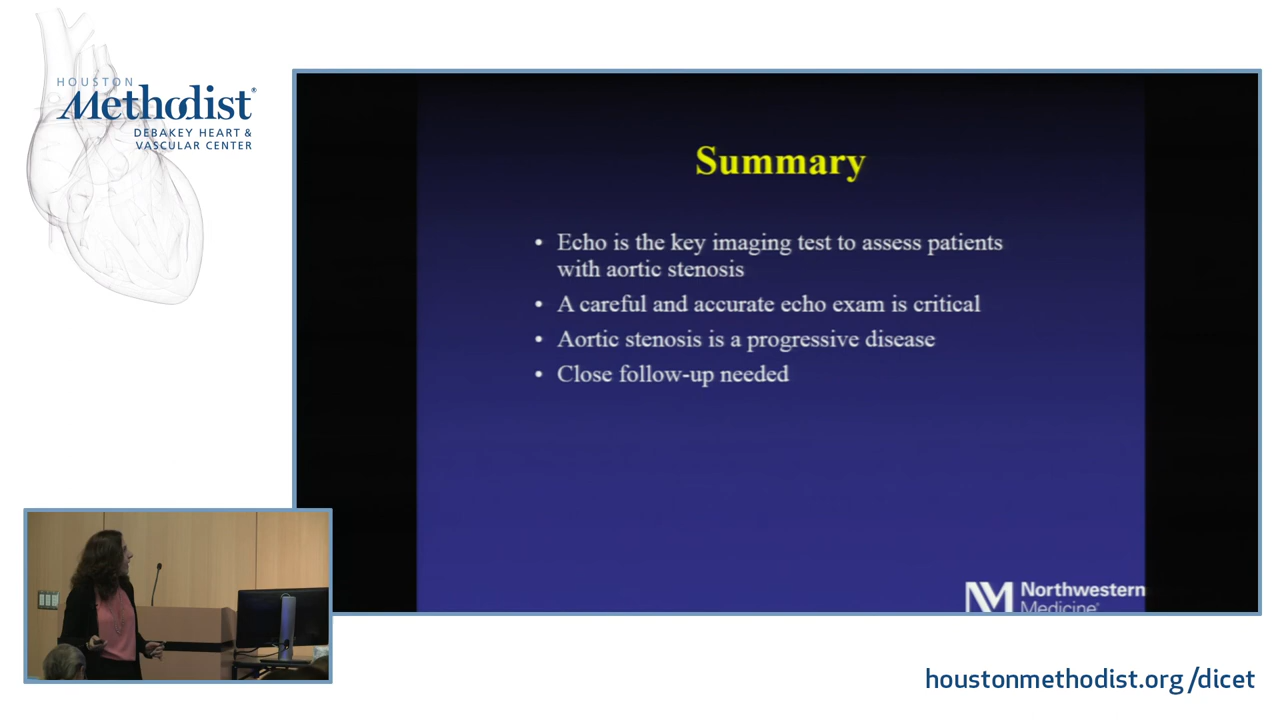 HOUSTON
Methodist®
DEBAKEY HEART &
VASCULAR CENTER
Summary
• Echo is the key imaging test to assess patients
with aortic stenosis
• A careful and accurate echo exam is critical
• Aortic stenosis is a progressive disease
• Close follow-up needed
NM Northwestern
Medicine®
houstonmethodist.org/dicet